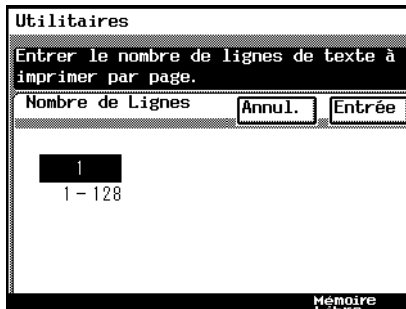 Utilitaires
Entrer le nombre de lignes de texte à
imprimer par page.
Nombre de Lignes
Annul.
Entrée
1
1 - 128
Mémoire